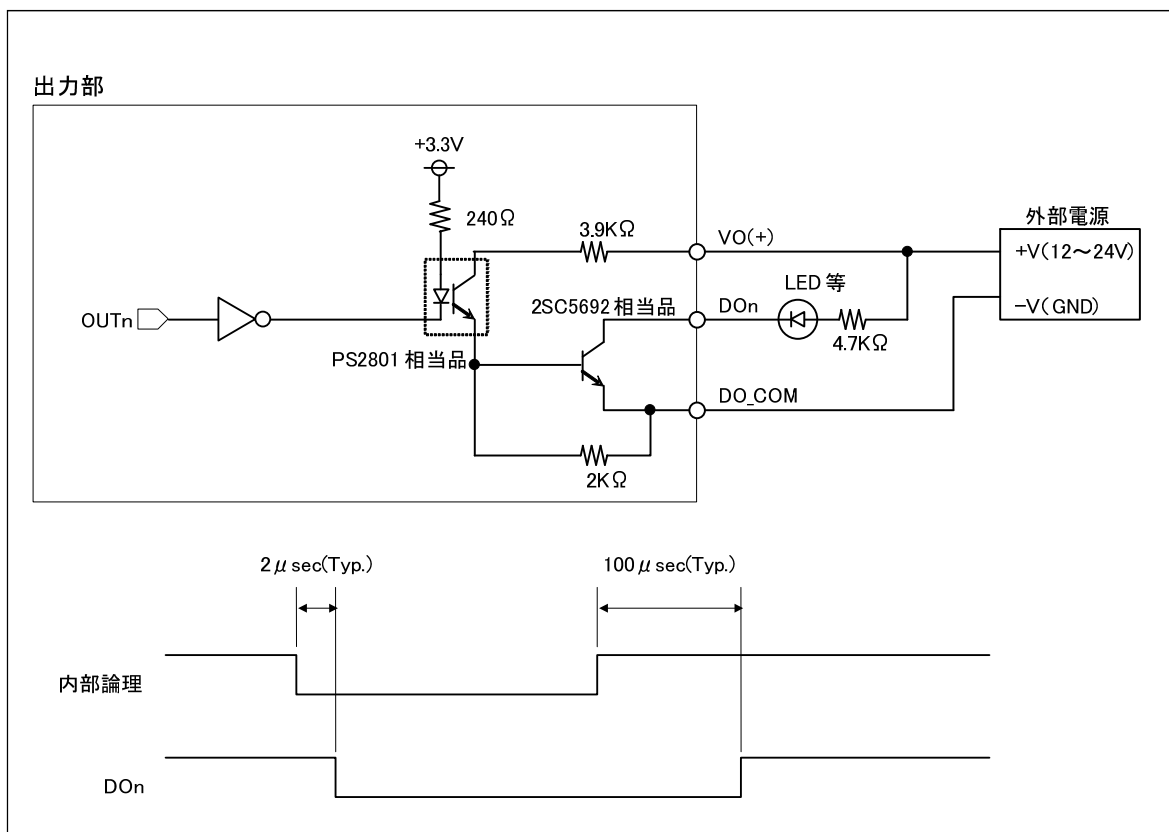 出力部
+3.3V
240Ω
3.9KΩ
VO(+)
外部電源
+V(12～24V)
LED 等
2SC5692 相当品
DOn
-V(GND)
OUTn
4.7KΩ
PS2801 相当品
DO_COM
2KΩ
2μsec(Typ.)
100μsec(Typ.)
内部論理
DOn